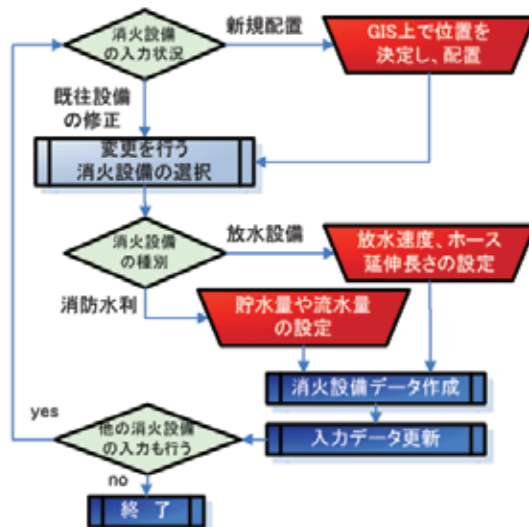 消火設備
の入力状況
新規配置
GIS上で位置を
決定し、配置
既往設備
の修正
変更を行う
消火設備の選択
消火設備
の種別
放水設備
放水速度、ホース
延伸長さの設定
消防水利
貯水量や流水量
の設定
消火設備データ作成
yes
他の消火設備
の入力も行う
入力データ更新
no
終 了